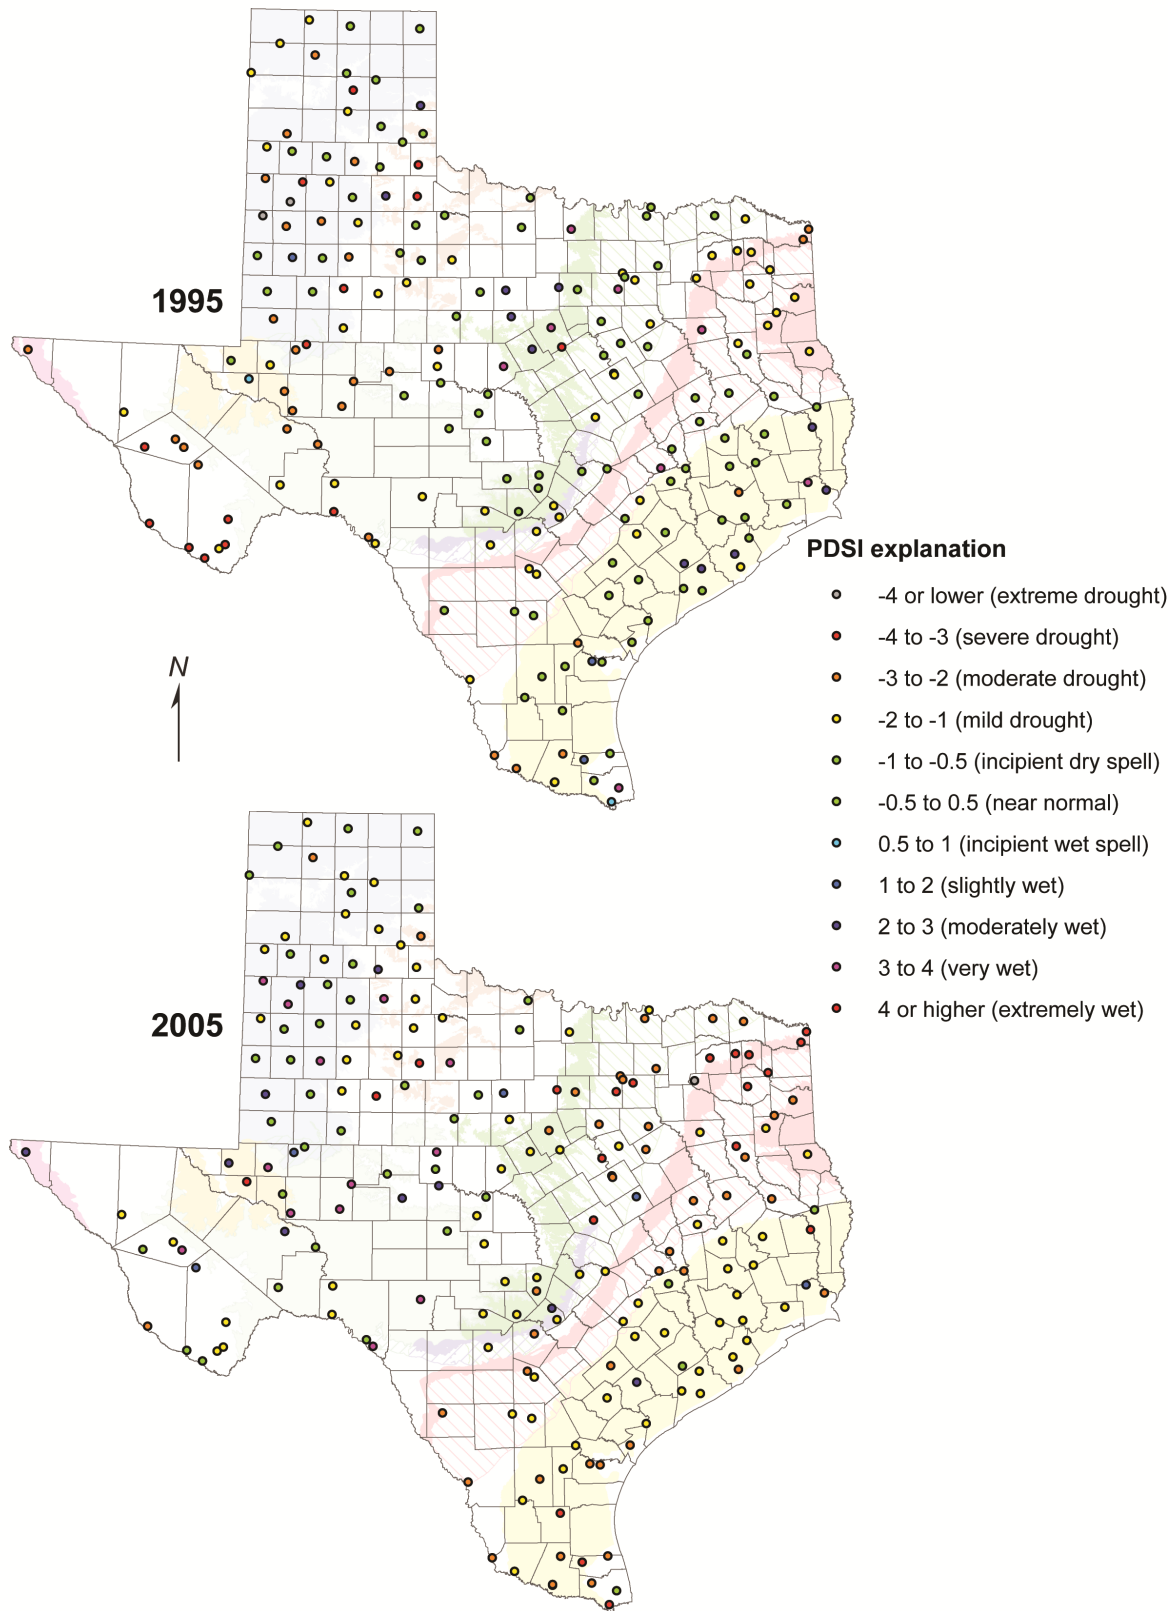 1995
PDSI explanation
-4 or lower (extreme drought)
-4 to -3 (severe drought)
-3 to -2 (moderate drought)
-2 to -1 (mild drought)
-1 to -0.5 (incipient dry spell)
-0.5 to 0.5 (near normal)
0.5 to 1 (incipient wet spell)
1 to 2 (slightly wet)
2 to 3 (moderately wet)
3 to 4 (very wet)
4 or higher (extremely wet)
N
2005